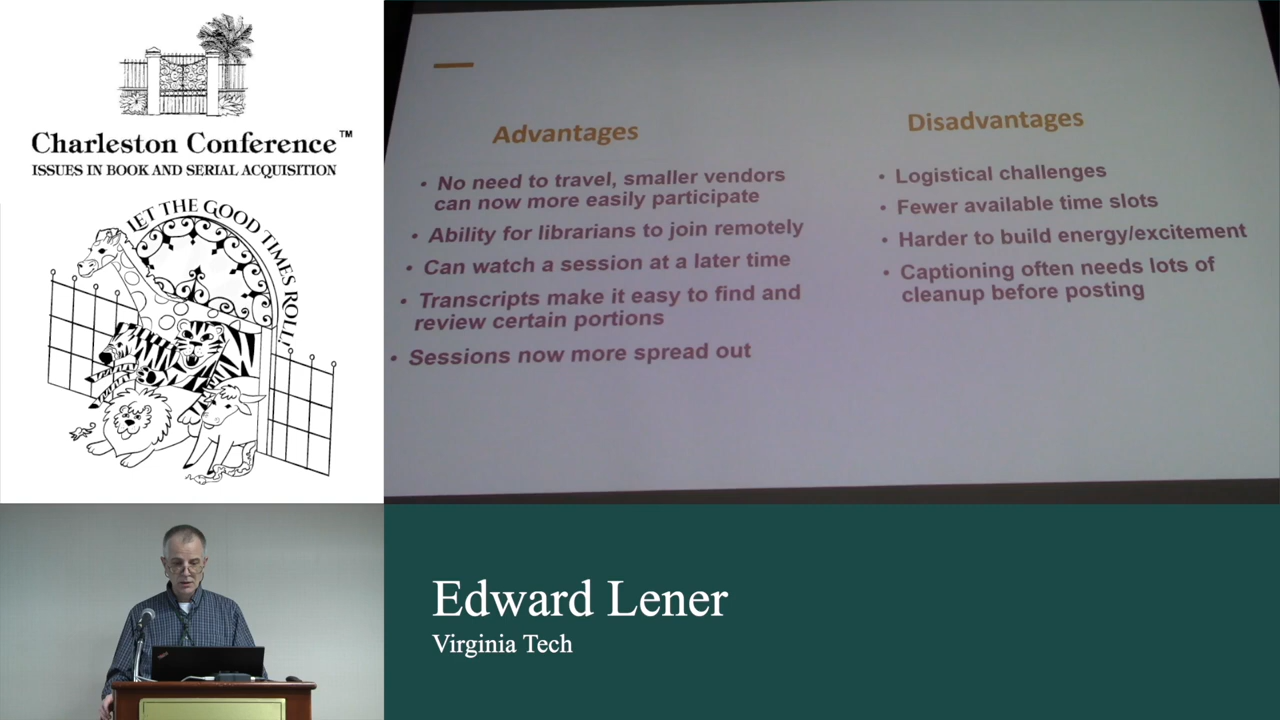 Charleston Conference™
ISSUES IN BOOK AND SERIAL ACQUISITION
LET THE GOOD TIMES ROLL!
Advantages
• No need to travel, smaller vendors
can now more easily participate
• Ability for librarians to join remotely
• Can watch a session at a later time
• Transcripts make it easy to find and
review certain portions
• Sessions now more spread out
Disadvantages
• Logistical challenges
• Fewer available time slots
• Harder to build energy/excitement
• Captioning often needs lots of
cleanup before posting
Edward Lener
Virginia Tech